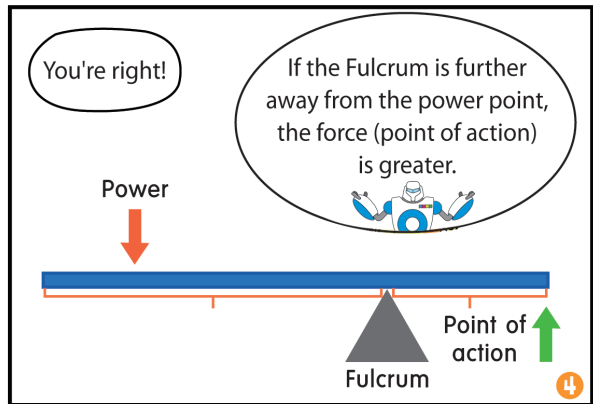 You're right!
If the Fulcrum is further
away from the power point,
the force (point of action)
is greater.
Power
Point of
action
Fulcrum
4